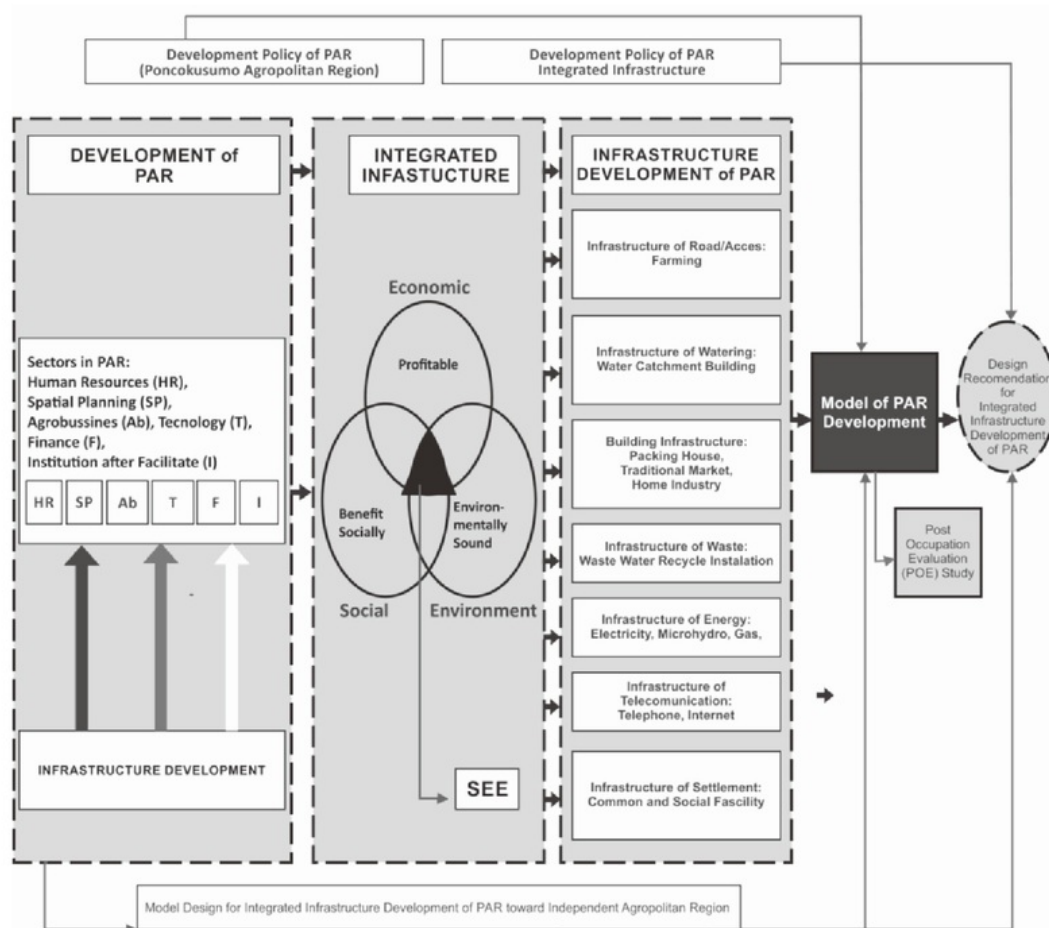 Development Policy of PAR
(Poncokusumo Agropolitan Region)
Development Policy of PAR
Integrated Infrastructure
DEVELOPMENT of
PAR
Sectors in PAR:
Human Resources (HR),
Spatial Planning (SP),
Agrobussines (Ab), Tecnology (T),
Finance (F),
Institution after Facilitate (I)
HR
SP
Ab
T
F
I
INFRASTRUCTURE DEVELOPMENT
INTEGRATED
INFASTUCTURE
Economic
Profitable
Benefit
Socially
Environ-
mentally
Sound
Social
Environment
SEE
INFRASTRUCTURE
DEVELOPMENT of PAR
Infrastructure of Road/Acces:
Farming
Infrastructure of Watering:
Water Catchment Building
Building Infrastructure:
Packing House,
Traditional Market,
Home Industry
Infrastructure of Waste:
Waste Water Recycle Instalation
Infrastructure of Energy:
Electricity, Microhydro, Gas,
Infrastructure of
Telecomunication:
Telephone, Internet
Infrastructure of Settlement:
Common and Social Fascility
Model of PAR
Development
Design
Recomendation
for
Integrated
Infrastructure
Development
of PAR
Post
Occupation
Evaluation
(POE) Study
Model Design for Integrated Infrastructure Development of PAR toward Independent Agropolitan Region